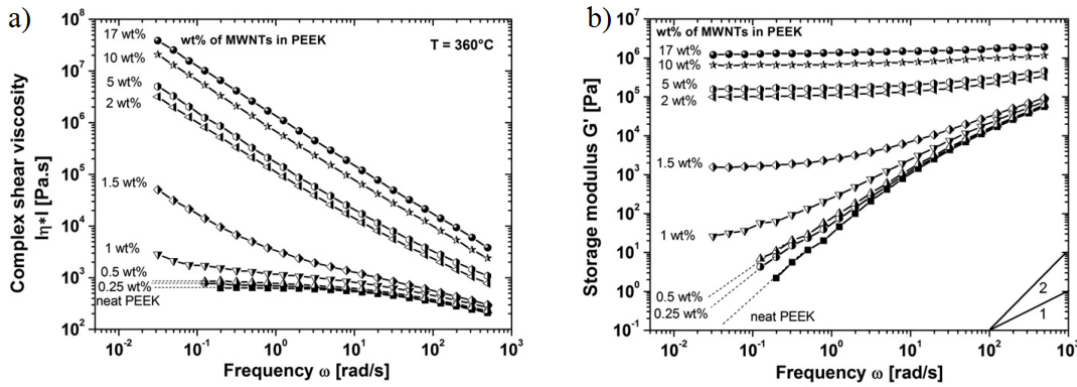 a)
17 wt%
10 wt%
5 wt%
2 wt%
1.5 wt%
1 wt%
0.5 wt%
0.25 wt%
neat PEEK
wt% of MWNTs in PEEK
T = 360°C
Complex shear viscosity
Iη*I [Pa.s]
10^8
10^7
10^6
10^5
10^4
10^3
10^2
10^-2 10^-1 10^0 10^1 10^2 10^3
Frequency ω [rad/s]
b)
wt% of MWNTs in PEEK
17 wt%
10 wt%
5 wt%
2 wt%
1.5 wt%
1 wt%
0.5 wt%
0.25 wt%
neat PEEK
2
1
Storage modulus G' [Pa]
10^7
10^6
10^5
10^4
10^3
10^2
10^1
10^0
10^-1
10^-2 10^-1 10^0 10^1 10^2 10^3
Frequency ω [rad/s]